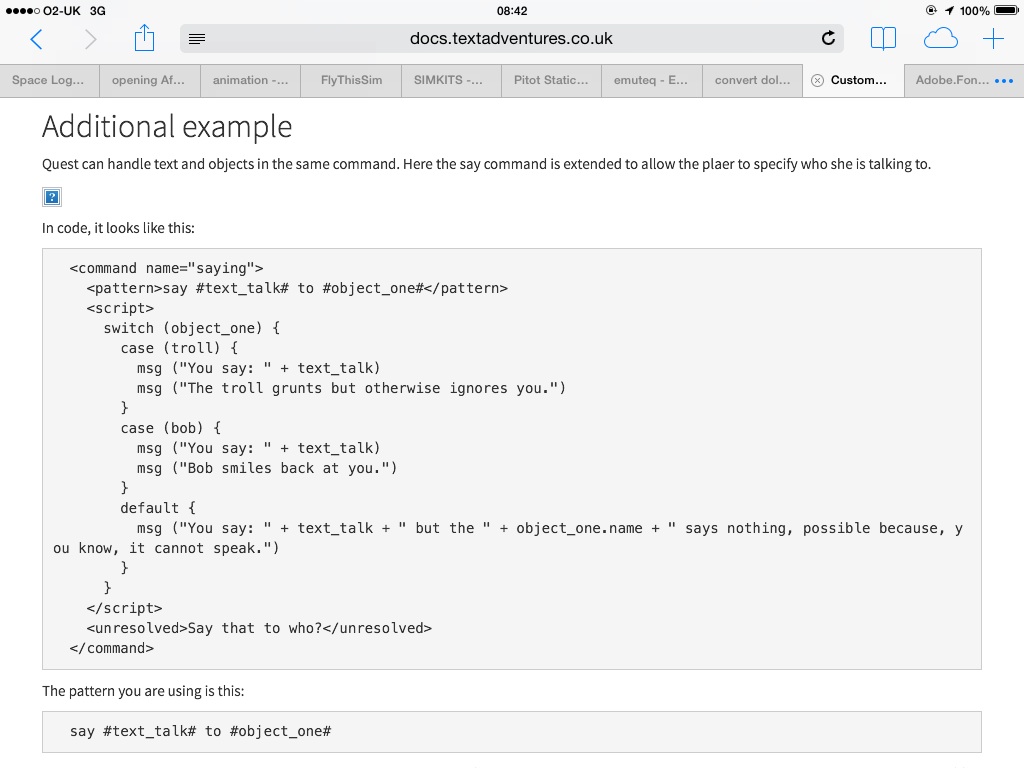 O2-UK 3G 08:42 100%
docs.textadventures.co.uk
Space Log... opening Af... animation -... FlyThisSim SIMKITS -... Pitot Static... emuteq - E... convert dol... Custom... Adobe.Fon...
Additional example
Quest can handle text and objects in the same command. Here the say command is extended to allow the plaer to specify who she is talking to.
?
In code, it looks like this:
<command name="saying">
<pattern>say #text_talk# to #object_one#</pattern>
<script>
switch (object_one) {
case (troll) {
msg ("You say: " + text_talk)
msg ("The troll grunts but otherwise ignores you.")
}
case (bob) {
msg ("You say: " + text_talk)
msg ("Bob smiles back at you.")
}
default {
msg ("You say: " + text_talk + " but the " + object_one.name + " says nothing, possible because, y
ou know, it cannot speak.")
}
}
</script>
<unresolved>Say that to who?</unresolved>
</command>
The pattern you are using is this:
say #text_talk# to #object_one#